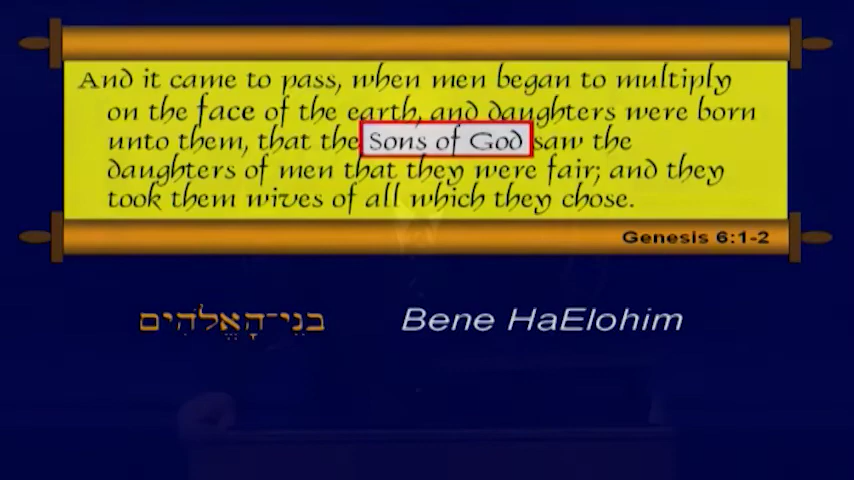 And it came to pass, when men began to multiply
on the face of the earth, and daughters were born
unto them, that the Sons of God saw the
daughters of men that they were fair; and they
took them wives of all which they chose.
Genesis 6:1-2
בְּנֵי־הָאֱלֹהִים Bene HaElohim